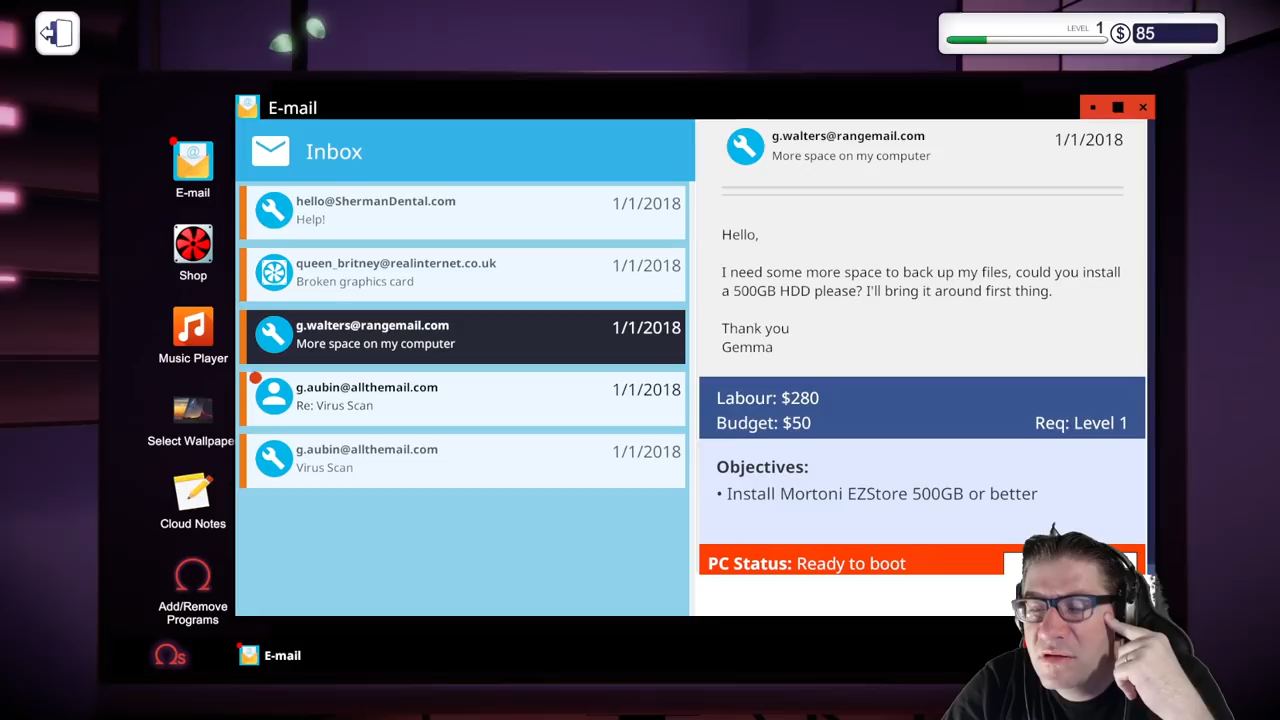 LEVEL 1
$ 85
E-mail
E-mail
Shop
Music Player
Select Wallpape
Cloud Notes
Add/Remove
Programs
Inbox
hello@ShermanDental.com 1/1/2018
Help!
queen_britney@realinternet.co.uk 1/1/2018
Broken graphics card
g.walters@rangemail.com 1/1/2018
More space on my computer
g.aubin@allthemail.com 1/1/2018
Re: Virus Scan
g.aubin@allthemail.com 1/1/2018
Virus Scan
g.walters@rangemail.com 1/1/2018
More space on my computer
Hello,
I need some more space to back up my files, could you install
a 500GB HDD please? I'll bring it around first thing.
Thank you
Gemma
Labour: $280
Budget: $50 Req: Level 1
Objectives:
• Install Mortoni EZStore 500GB or better
PC Status: Ready to boot
Ωs
E-mail